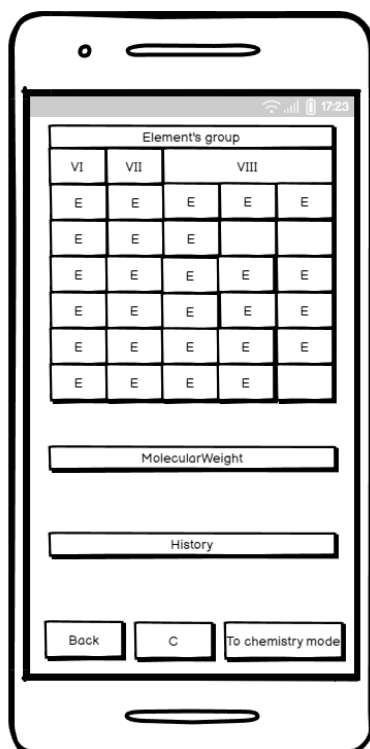 17:23
Element's group
VI VII VIII
E E E E E
E E E
E E E E E
E E E E E
E E E E E
E E E E
MolecularWeight
History
Back C To chemistry mode